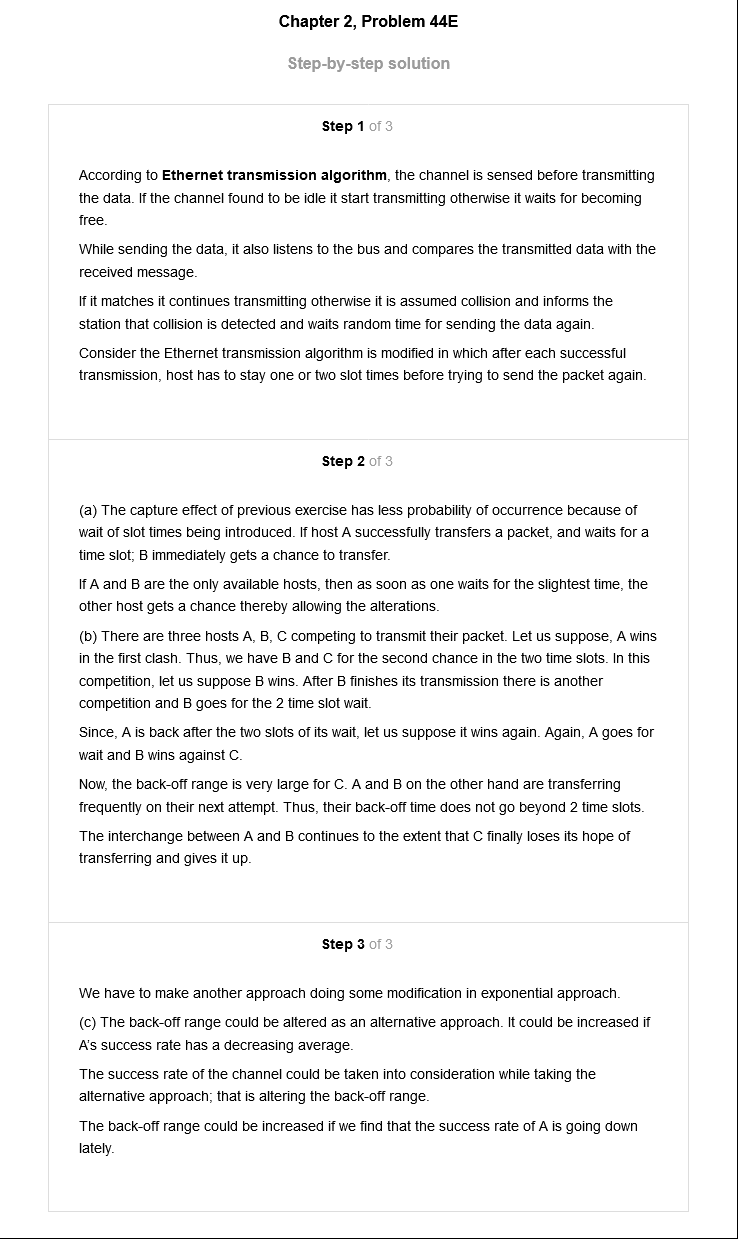 Chapter 2, Problem 44E
Step-by-step solution
Step 1 of 3
According to Ethernet transmission algorithm, the channel is sensed before transmitting
the data. If the channel found to be idle it start transmitting otherwise it waits for becoming
free.
While sending the data, it also listens to the bus and compares the transmitted data with the
received message.
If it matches it continues transmitting otherwise it is assumed collision and informs the
station that collision is detected and waits random time for sending the data again.
Consider the Ethernet transmission algorithm is modified in which after each successful
transmission, host has to stay one or two slot times before trying to send the packet again.
Step 2 of 3
(a) The capture effect of previous exercise has less probability of occurrence because of
wait of slot times being introduced. If host A successfully transfers a packet, and waits for a
time slot; B immediately gets a chance to transfer.
If A and B are the only available hosts, then as soon as one waits for the slightest time, the
other host gets a chance thereby allowing the alterations.
(b) There are three hosts A, B, C competing to transmit their packet. Let us suppose, A wins
in the first clash. Thus, we have B and C for the second chance in the two time slots. In this
competition, let us suppose B wins. After B finishes its transmission there is another
competition and B goes for the 2 time slot wait.
Since, A is back after the two slots of its wait, let us suppose it wins again. Again, A goes for
wait and B wins against C.
Now, the back-off range is very large for C. A and B on the other hand are transferring
frequently on their next attempt. Thus, their back-off time does not go beyond 2 time slots.
The interchange between A and B continues to the extent that C finally loses its hope of
transferring and gives it up.
Step 3 of 3
We have to make another approach doing some modification in exponential approach.
(c) The back-off range could be altered as an alternative approach. It could be increased if
A's success rate has a decreasing average.
The success rate of the channel could be taken into consideration while taking the
alternative approach; that is altering the back-off range.
The back-off range could be increased if we find that the success rate of A is going down
lately.